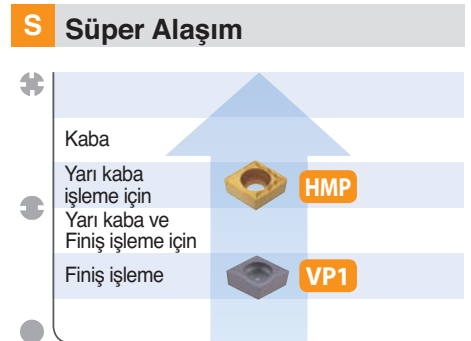 S Süper Alaşım
Kaba
Yarı kaba
işleme için
HMP
Yarı kaba ve
Finiş işleme için
Finiş işleme
VP1